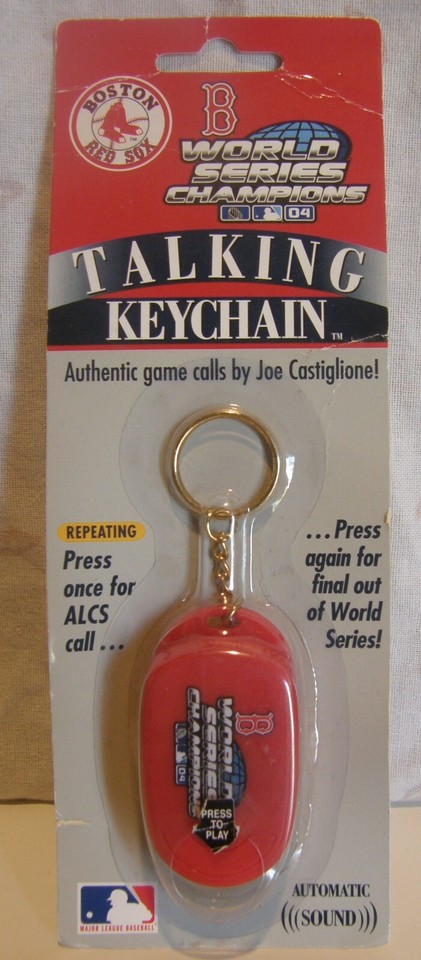 BOSTON
RED SOX
B
WORLD
SERIES
CHAMPIONS
04
TALKING
KEYCHAIN™
Authentic game calls by Joe Castiglione!
REPEATING
Press
once for
ALCS
call...
...Press
again for
final out
of World
Series!
B
WORLD
SERIES
CHAMPIONS
04
PRESS
TO
PLAY
MAJOR LEAGUE BASEBALL
AUTOMATIC
(((SOUND)))